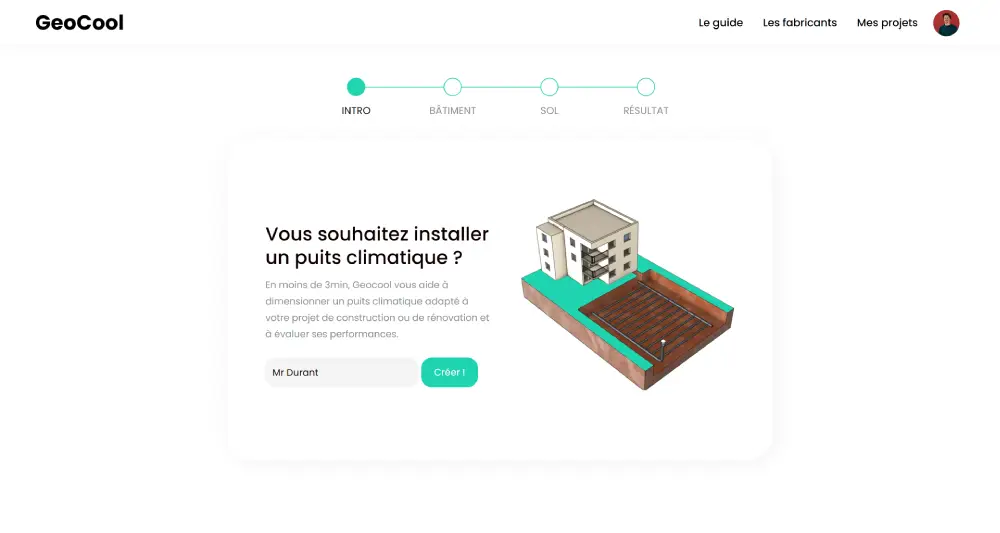 GeoCool
Le guide
Les fabricants
Mes projets
INTRO
BÂTIMENT
SOL
RÉSULTAT
Vous souhaitez installer
un puits climatique ?
En moins de 3min, Geocool vous aide à
dimensionner un puits climatique adapté à
votre projet de construction ou de rénovation et
à évaluer ses performances.
Mr Durant
Créer !